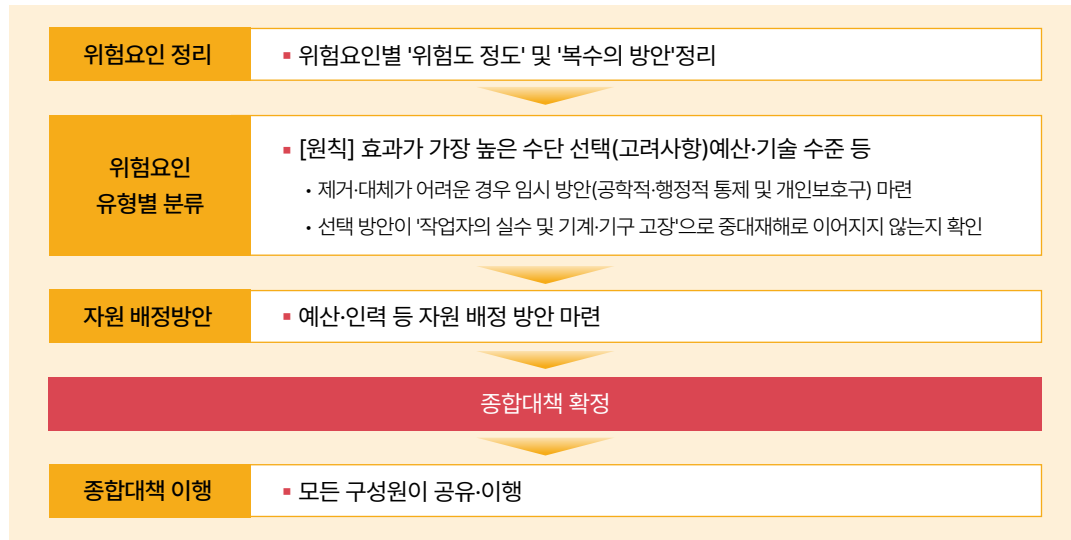 위험요인 정리
▪ 위험요인별 '위험도 정도' 및 '복수의 방안'정리
위험요인
유형별 분류
▪ [원칙] 효과가 가장 높은 수단 선택(고려사항)예산·기술 수준 등
• 제거·대체가 어려운 경우 임시 방안(공학적·행정적 통제 및 개인보호구) 마련
• 선택 방안이 '작업자의 실수 및 기계·기구 고장'으로 중대재해로 이어지지 않는지 확인
자원 배정방안
▪ 예산·인력 등 자원 배정 방안 마련
종합대책 확정
종합대책 이행
▪ 모든 구성원이 공유·이행